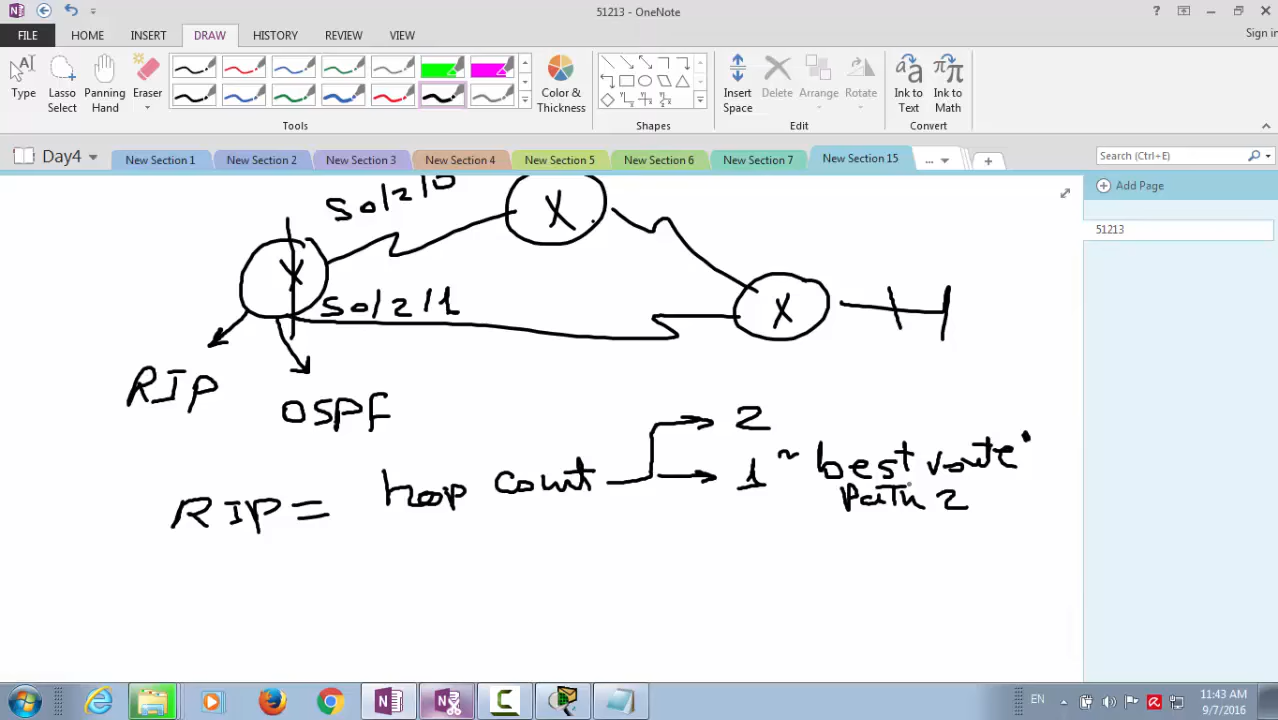 51213 - OneNote
? 
Sign in
FILE HOME INSERT DRAW HISTORY REVIEW VIEW
Type
Lasso Select
Panning Hand
Eraser
Color & Thickness
Insert Space
Delete
Arrange
Rotate
Ink to Text
Ink to Math
Tools
Shapes
Edit
Convert
Day4
New Section 1
New Section 2
New Section 3
New Section 4
New Section 5
New Section 6
New Section 7
New Section 15
...
Search (Ctrl+E)
Add Page
51213
So/2/0
X
X
So/2/1
X
RIP
OSPF
2
hop count
1 ~ best route
path 2
RIP =
EN
11:43 AM
9/7/2016